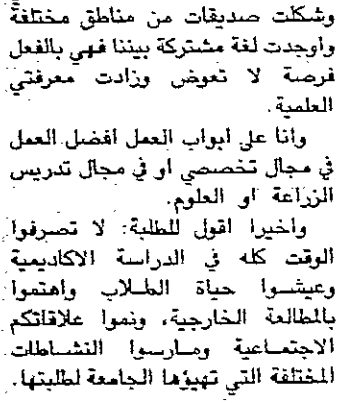 وشكلت صديقات من مناطق مختلفة
واوجدت لغة مشتركة بيننا فهي بالفعل
فرصة لا تعوض وزادت معرفتي
العلمية.
وانا على ابواب العمل افضل العمل
في مجال تخصصي او في مجال تدريس
الزراعة او العلوم.
واخيرا اقول للطلبة: لا تصرفوا
الوقت كله في الدراسة الاكاديمية
وعيشوا حياة الطلاب واهتموا
بالمطالعة الخارجية، ونموا علاقاتكم
الاجتماعية ومارسوا النشاطات
المختلفة التي تهيؤها الجامعة لطلبتها.